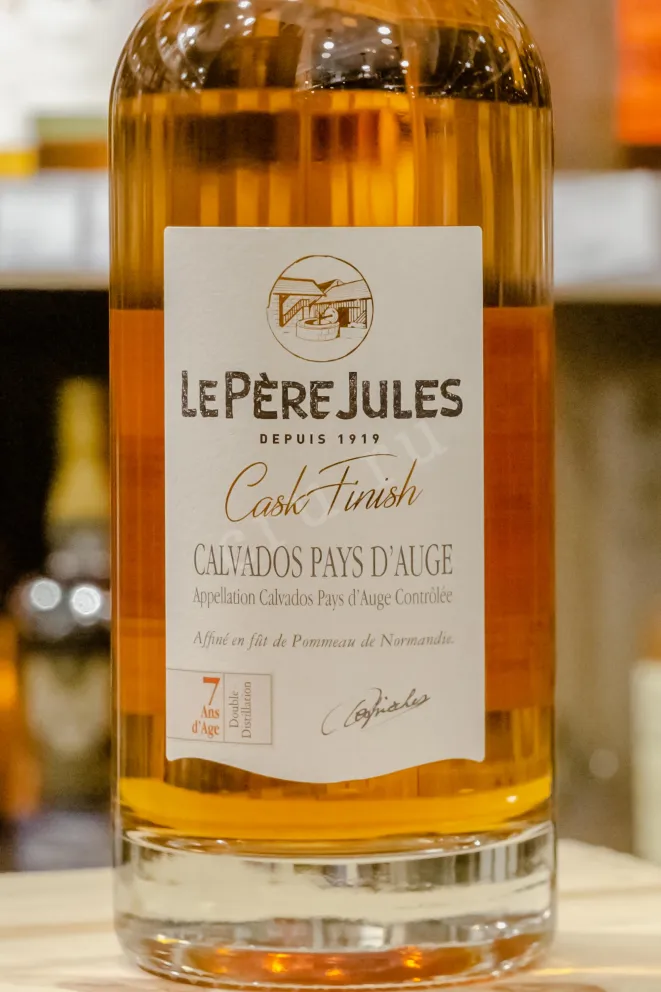 LE PÈRE JULES
DEPUIS 1919
Cask Finish
CALVADOS PAYS D'AUGE
Appellation Calvados Pays d'Auge Contrôlée
Affiné en fût de Pommeau de Normandie.
7
Ans
d'Age
Double
Distillation